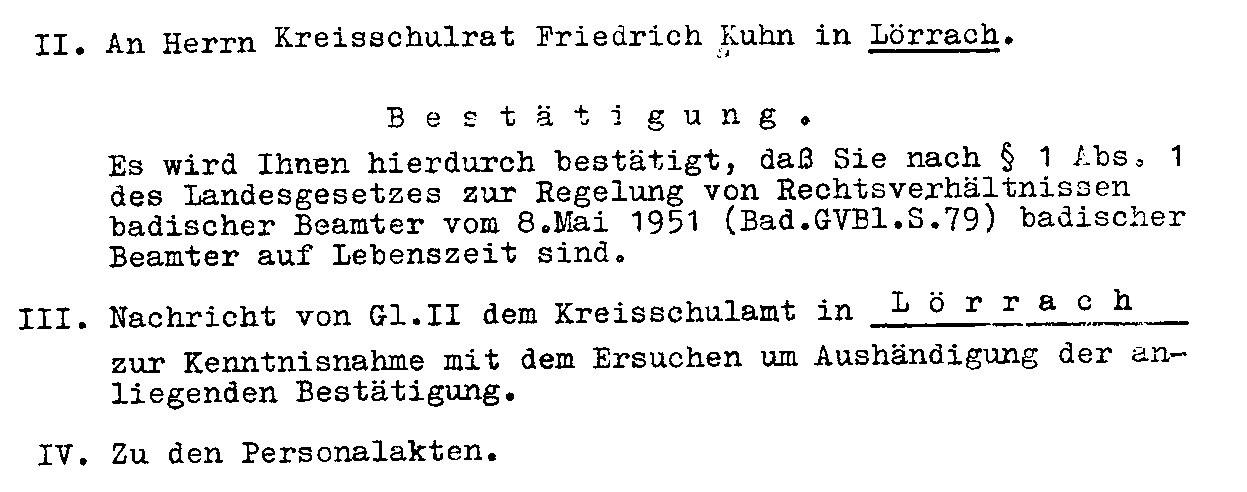 II. An Herrn Kreisschulrat Friedrich Kuhn in Lörrach.
B e s t ä t i g u n g .
Es wird Ihnen hierdurch bestätigt, daß Sie nach § 1 Abs. 1
des Landesgesetzes zur Regelung von Rechtsverhältnissen
badischer Beamter vom 8.Mai 1951 (Bad.GVBl.S.79) badischer
Beamter auf Lebenszeit sind.
III. Nachricht von Gl.II dem Kreisschulamt in L ö r r a c h
zur Kenntnisnahme mit dem Ersuchen um Aushändigung der an-
liegenden Bestätigung.
IV. Zu den Personalakten.